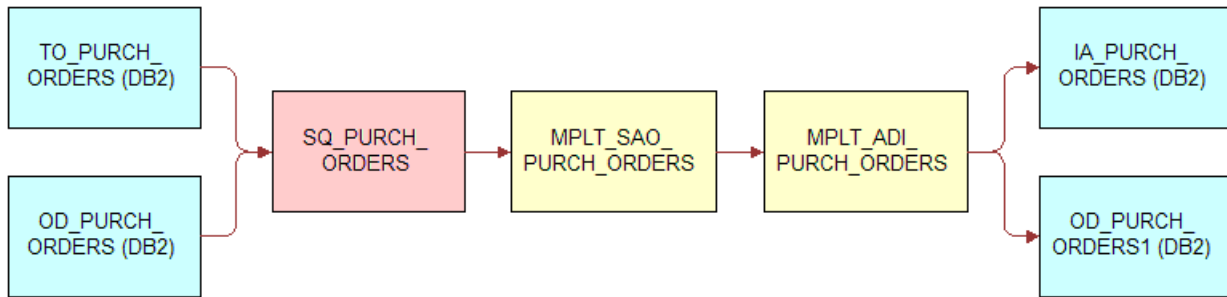 TO_PURCH_
ORDERS (DB2)
OD_PURCH_
ORDERS (DB2)
SQ_PURCH_
ORDERS
MPLT_SAO_
PURCH_ORDERS
MPLT_ADI_
PURCH_ORDERS
IA_PURCH_
ORDERS (DB2)
OD_PURCH_
ORDERS1 (DB2)